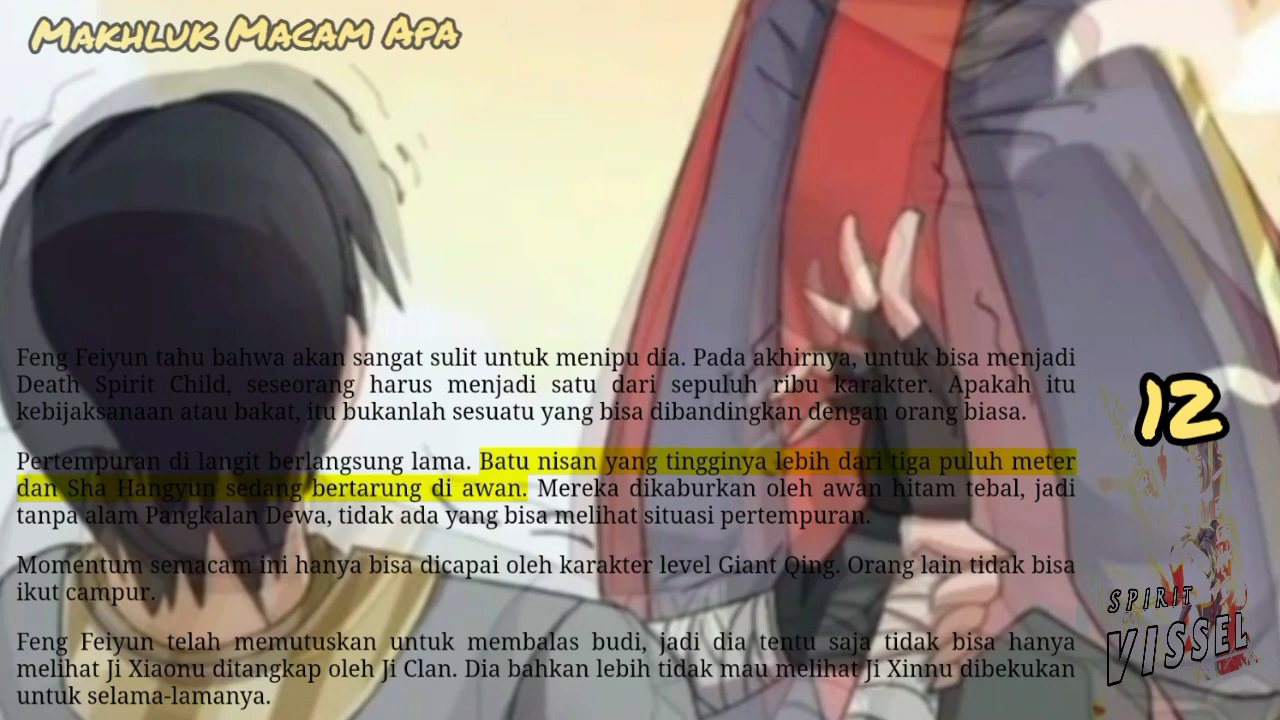 Makhluk Macam Apa
Feng Feiyun tahu bahwa akan sangat sulit untuk menipu dia. Pada akhirnya, untuk bisa menjadi
Death Spirit Child, seseorang harus menjadi satu dari sepuluh ribu karakter. Apakah itu
kebijaksanaan atau bakat, itu bukanlah sesuatu yang bisa dibandingkan dengan orang biasa.
Pertempuran di langit berlangsung lama. Batu nisan yang tingginya lebih dari tiga puluh meter
dan Sha Hangyun sedang bertarung di awan. Mereka dikaburkan oleh awan hitam tebal, jadi
tanpa alam Pangkalan Dewa, tidak ada yang bisa melihat situasi pertempuran.
Momentum semacam ini hanya bisa dicapai oleh karakter level Giant Qing. Orang lain tidak bisa
ikut campur.
Feng Feiyun telah memutuskan untuk membalas budi, jadi dia tentu saja tidak bisa hanya
melihat Ji Xiaonu ditangkap oleh Ji Clan. Dia bahkan lebih tidak mau melihat Ji Xinnu dibekukan
untuk selama-lamanya.
12
SPIRIT
VISSEL